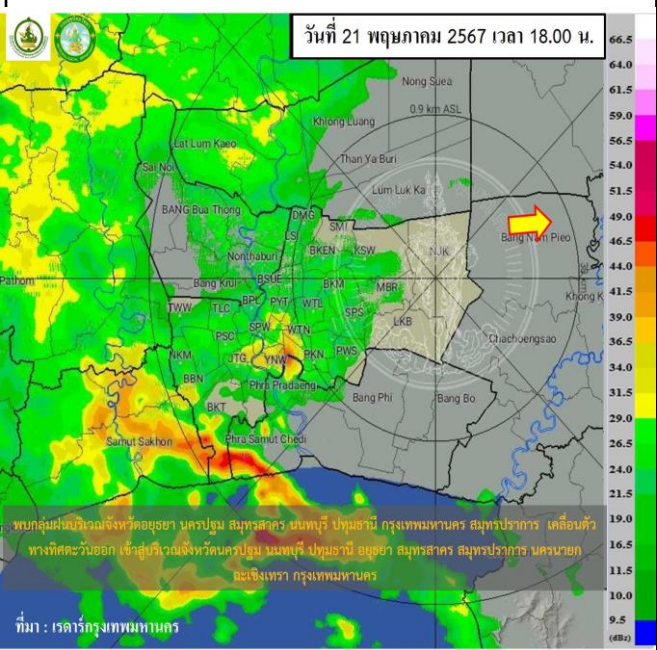 วันที่ 21 พฤษภาคม 2567 เวลา 18.00 น.
66.5
64.0
61.5
59.0
56.5
54.0
51.5
49.0
46.5
44.0
41.5
39.0
36.5
34.0
31.5
29.0
26.5
24.0
21.5
19.0
16.5
14.0
11.5
10.0
9.5
(dBz)
Nong Suea
0.9 km ASL
Khlong Luang
Lat Lum Kaeo
Than Ya Buri
Sai Noi
Lum Luk Ka
BANG Bua Thong
DMG
SMI
LSI
Bang Nam Pieo
Nonthaburi
BKEN
KSW
NJK
Pathom
Bang Krui
BSUE
BKM
MBR
39 km
Khong K
TWW
TLC
BPL
PYT
WTL
SPS
LKB
SPW
WTN
PSC
Chachoengsao
NKM
JTG
YNW
PKN
PWS
BBN
Phra Pradaeng
BKT
Bang Phi
Bang Bo
Samut Sakhon
Phra Samut Chedi
พบกลุ่มฝนบริเวณจังหวัดอยุธยา นครปฐม สมุทรสาคร นนทบุรี ปทุมธานี กรุงเทพมหานคร สมุทรปราการ เคลื่อนตัว
ทางทิศตะวันออก เข้าสู่บริเวณจังหวัดนครปฐม นนทบุรี ปทุมธานี อยุธยา สมุทรสาคร สมุทรปราการ นครนายก
ฉะเชิงเทรา กรุงเทพมหานคร
ที่มา : เรดาร์กรุงเทพมหานคร